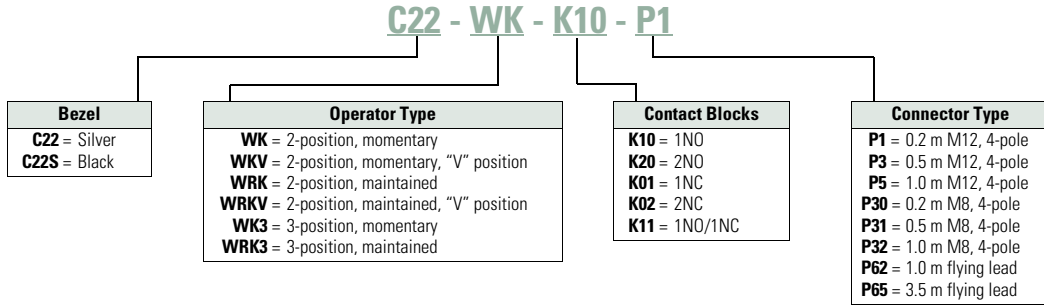 C22 - WK - K10 - P1
Bezel
C22 = Silver
C22S = Black
Operator Type
WK = 2-position, momentary
WKV = 2-position, momentary, “V” position
WRK = 2-position, maintained
WRKV = 2-position, maintained, “V” position
WK3 = 3-position, momentary
WRK3 = 3-position, maintained
Contact Blocks
K10 = 1NO
K20 = 2NO
K01 = 1NC
K02 = 2NC
K11 = 1NO/1NC
Connector Type
P1 = 0.2 m M12, 4-pole
P3 = 0.5 m M12, 4-pole
P5 = 1.0 m M12, 4-pole
P30 = 0.2 m M8, 4-pole
P31 = 0.5 m M8, 4-pole
P32 = 1.0 m M8, 4-pole
P62 = 1.0 m flying lead
P65 = 3.5 m flying lead